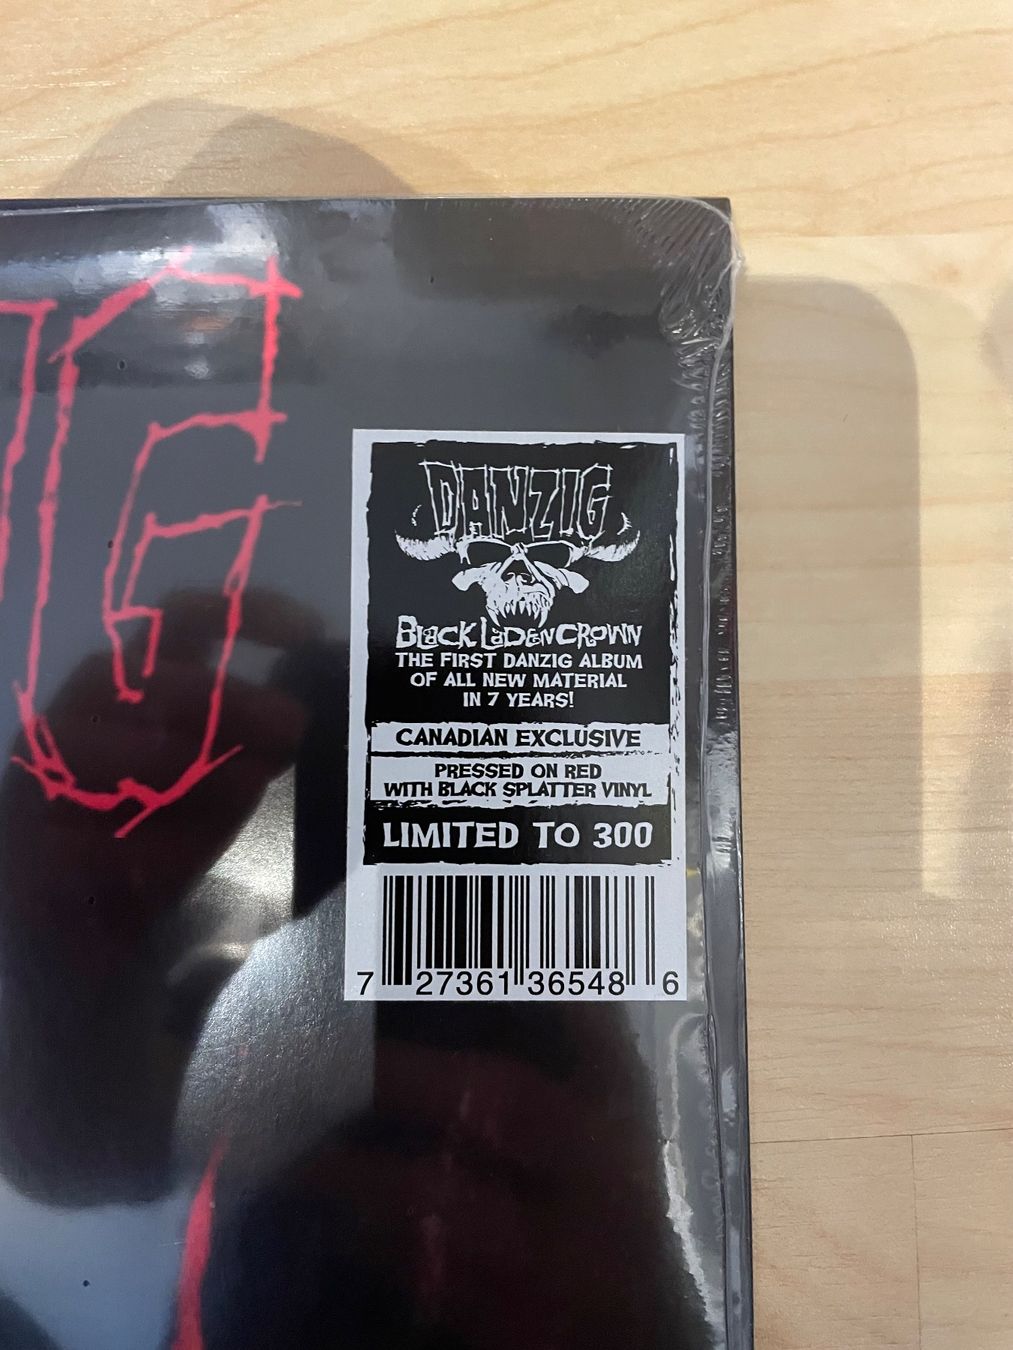 G
DANZIG
BLACK LADEN CROWN
THE FIRST DANZIG ALBUM
OF ALL NEW MATERIAL
IN 7 YEARS!
CANADIAN EXCLUSIVE
PRESSED ON RED
WITH BLACK SPLATTER VINYL
LIMITED TO 300
7 27361 36548 6